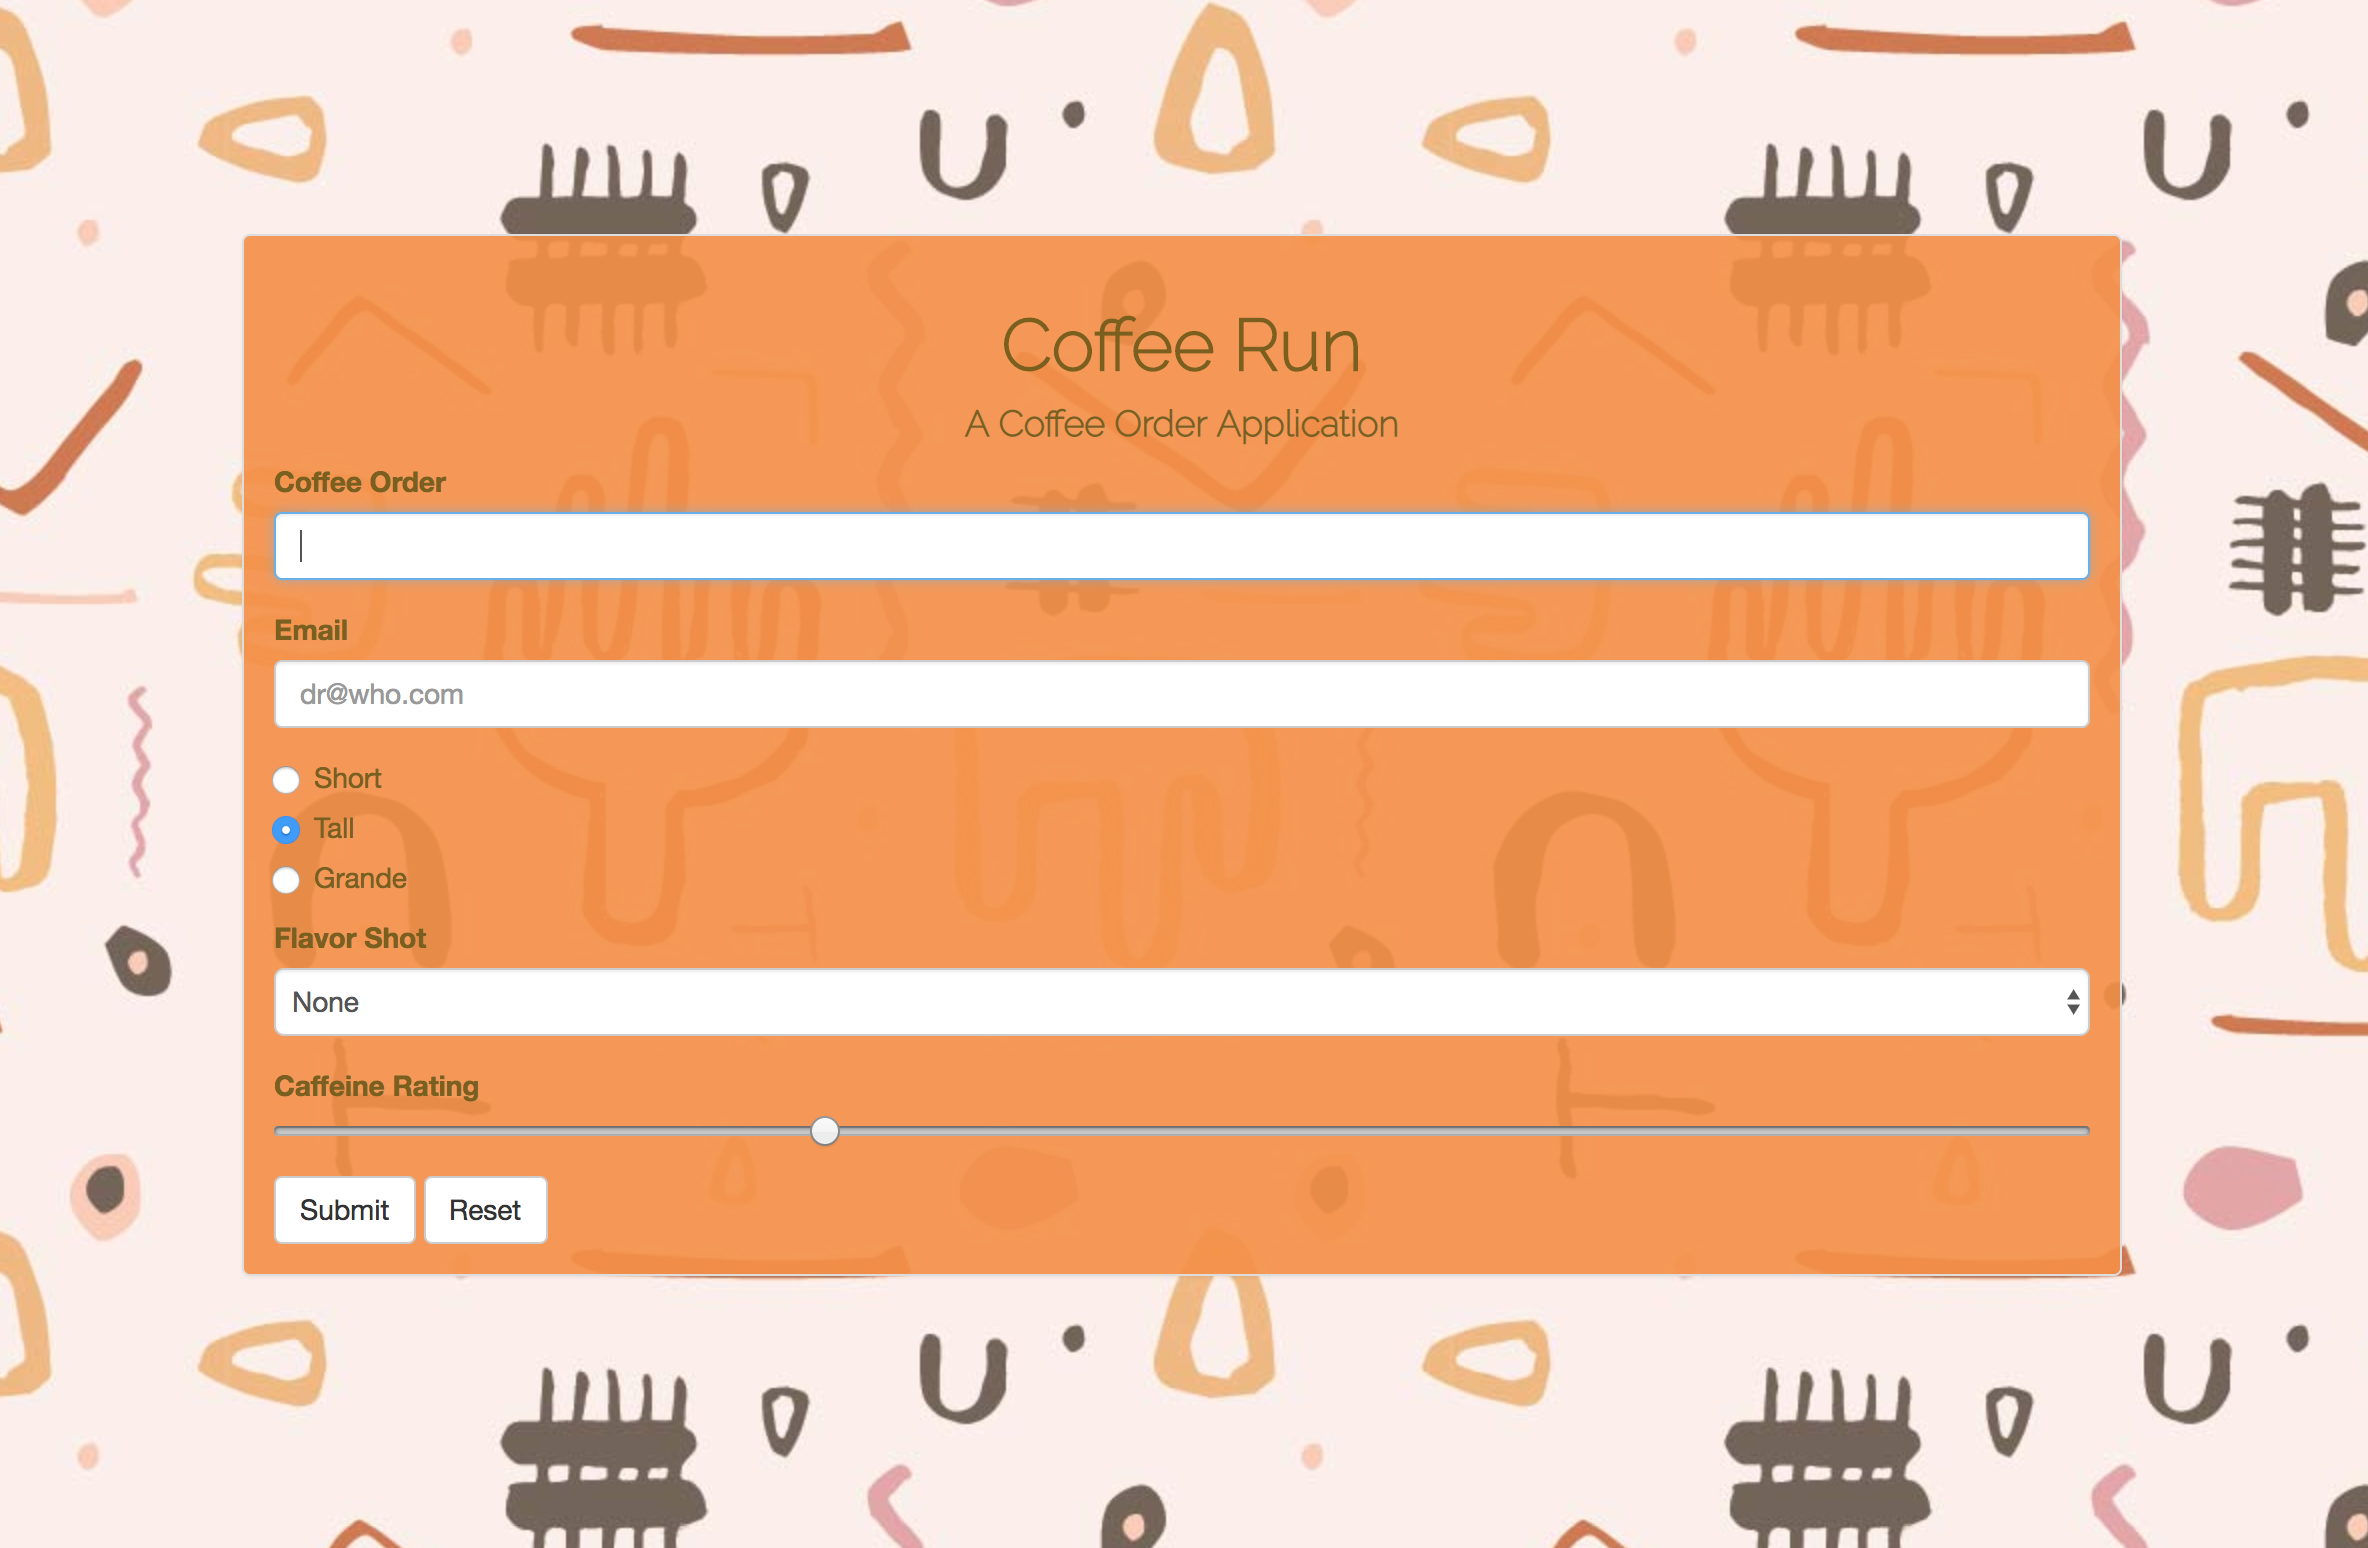 Coffee Run
A Coffee Order Application
Coffee Order
Email
dr@who.com
Short
Tall
Grande
Flavor Shot
None
Caffeine Rating
Submit Reset